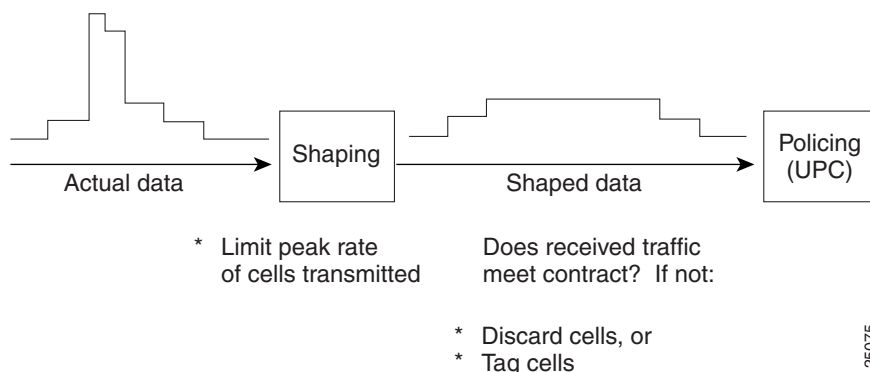 Shaping
Policing
(UPC)
Actual data
Shaped data
* Limit peak rate
of cells transmitted
Does received traffic
meet contract? If not:
* Discard cells, or
* Tag cells
25075